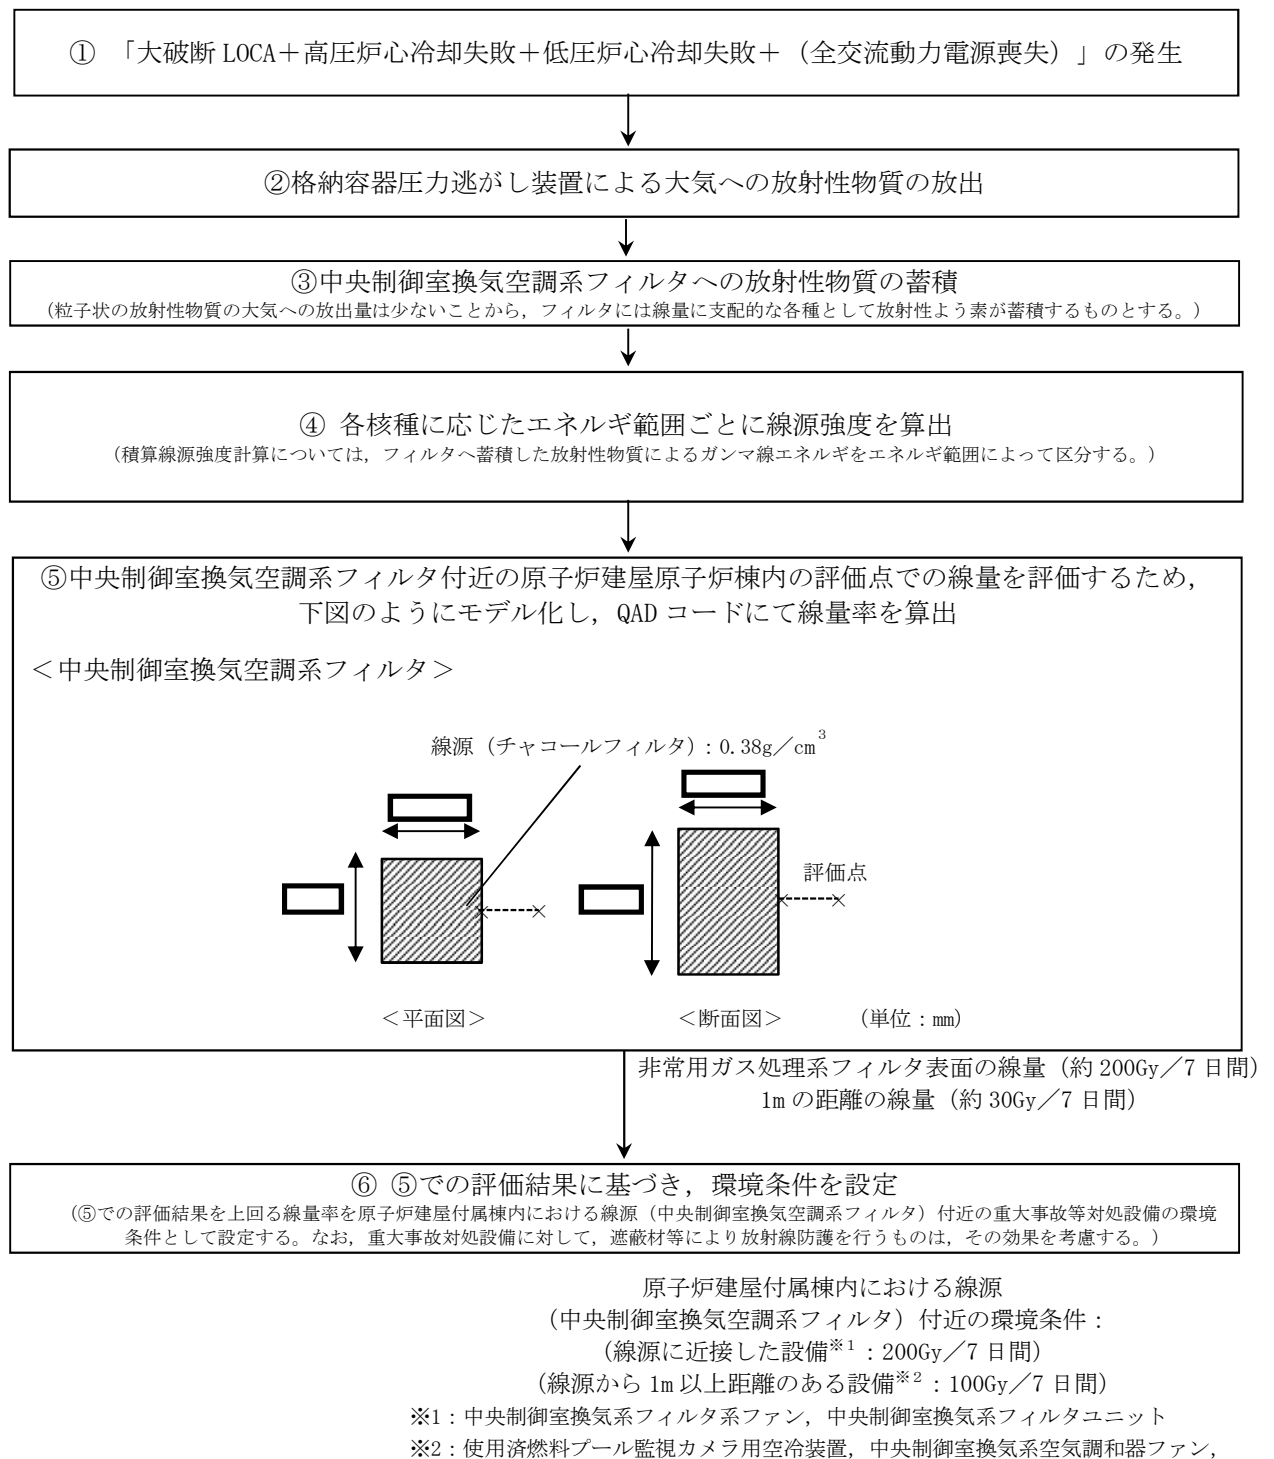 ① 「大破断 LOCA＋高圧炉心冷却失敗＋低圧炉心冷却失敗＋（全交流動力電源喪失）」の発生
②格納容器圧力逃がし装置による大気への放射性物質の放出
③中央制御室換気空調系フィルタへの放射性物質の蓄積
（粒子状の放射性物質の大気への放出量は少ないことから，フィルタには線量に支配的な各種として放射性よう素が蓄積するものとする。）
④ 各核種に応じたエネルギ範囲ごとに線源強度を算出
（積算線源強度計算については，フィルタへ蓄積した放射性物質によるガンマ線エネルギをエネルギ範囲によって区分する。）
⑤中央制御室換気空調系フィルタ付近の原子炉建屋原子炉棟内の評価点での線量を評価するため，
下図のようにモデル化し，QAD コードにて線量率を算出
＜中央制御室換気空調系フィルタ＞
線源（チャコールフィルタ）：0.38g／cm³
評価点
＜平面図＞ ＜断面図＞ （単位：mm）
非常用ガス処理系フィルタ表面の線量（約 200Gy／7 日間）
1m の距離の線量（約 30Gy／7 日間）
⑥ ⑤での評価結果に基づき，環境条件を設定
（⑤での評価結果を上回る線量率を原子炉建屋付属棟内における線源（中央制御室換気空調系フィルタ）付近の重大事故等対処設備の環境
条件として設定する。なお，重大事故対処設備に対して，遮蔽材等により放射線防護を行うものは，その効果を考慮する。）
原子炉建屋付属棟内における線源
（中央制御室換気空調系フィルタ）付近の環境条件：
（線源に近接した設備※1：200Gy／7 日間）
（線源から 1m 以上距離のある設備※2：100Gy／7 日間）
※1：中央制御室換気系フィルタ系ファン，中央制御室換気系フィルタユニット
※2：使用済燃料プール監視カメラ用空冷装置，中央制御室換気系空気調和器ファン，